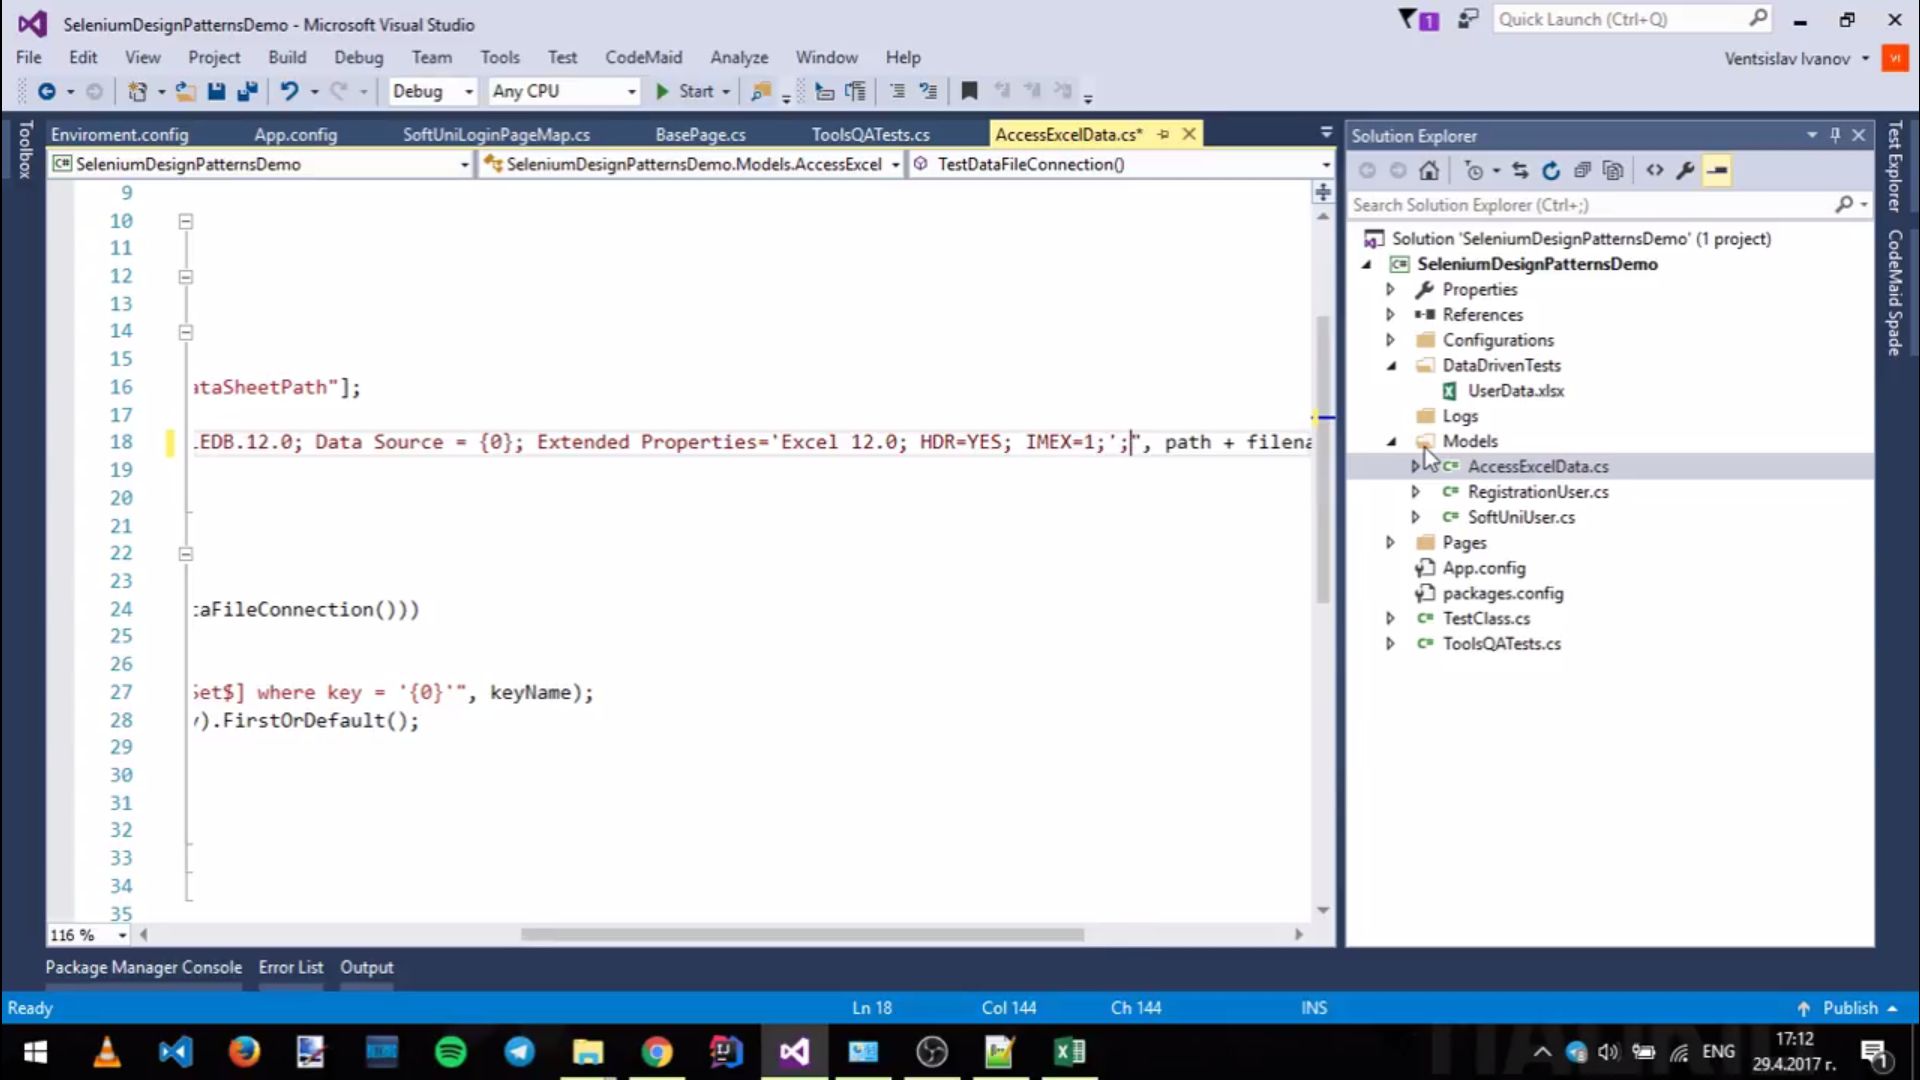 SeleniumDesignPatternsDemo - Microsoft Visual Studio
1
Quick Launch (Ctrl+Q)
File Edit View Project Build Debug Team Tools Test CodeMaid Analyze Window Help
Ventsislav Ivanov
VI
Debug Any CPU Start
Toolbox
Enviroment.config App.config SoftUniLoginPageMap.cs BasePage.cs ToolsQATests.cs AccessExcelData.cs*
SeleniumDesignPatternsDemo SeleniumDesignPatternsDemo.Models.AccessExcel TestDataFileConnection()
9
10
11
12
13
14
15
16 ataSheetPath"];
17
18 LEDB.12.0; Data Source = {0}; Extended Properties='Excel 12.0; HDR=YES; IMEX=1;';", path + filena
19
20
21
22
23
24 taFileConnection()))
25
26
27 Set$] where key = '{0}'", keyName);
28 y).FirstOrDefault();
29
30
31
32
33
34
35
116 %
Solution Explorer
Search Solution Explorer (Ctrl+;)
Solution 'SeleniumDesignPatternsDemo' (1 project)
SeleniumDesignPatternsDemo
Properties
References
Configurations
DataDrivenTests
UserData.xlsx
Logs
Models
AccessExcelData.cs
RegistrationUser.cs
SoftUniUser.cs
Pages
App.config
packages.config
TestClass.cs
ToolsQATests.cs
Test Explorer
CodeMaid Spade
Package Manager Console Error List Output
Ready Ln 18 Col 144 Ch 144 INS Publish
ENG
17:12
29.4.2017 г.
1